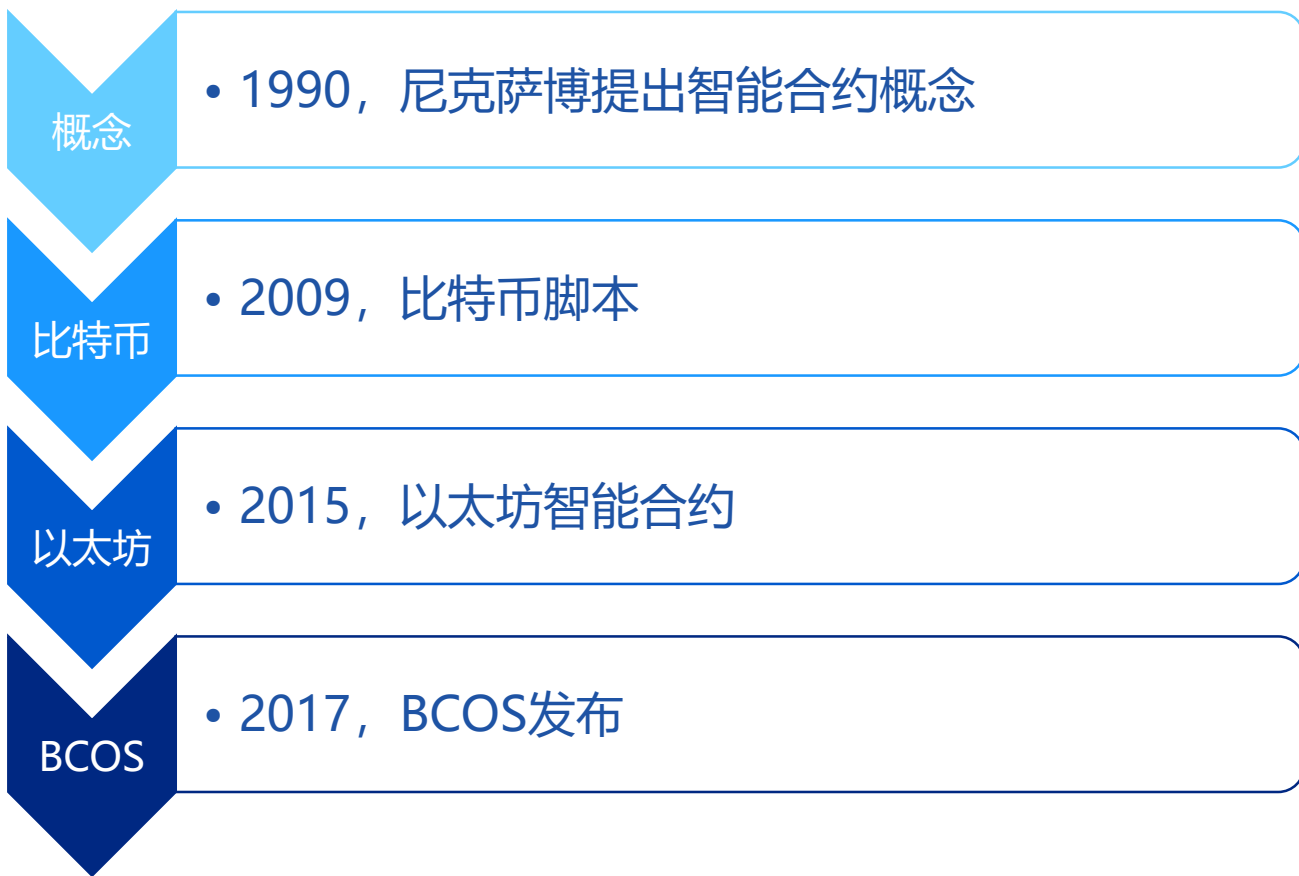 概念
• 1990，尼克萨博提出智能合约概念
比特币
• 2009，比特币脚本
以太坊
• 2015，以太坊智能合约
BCOS
• 2017，BCOS发布